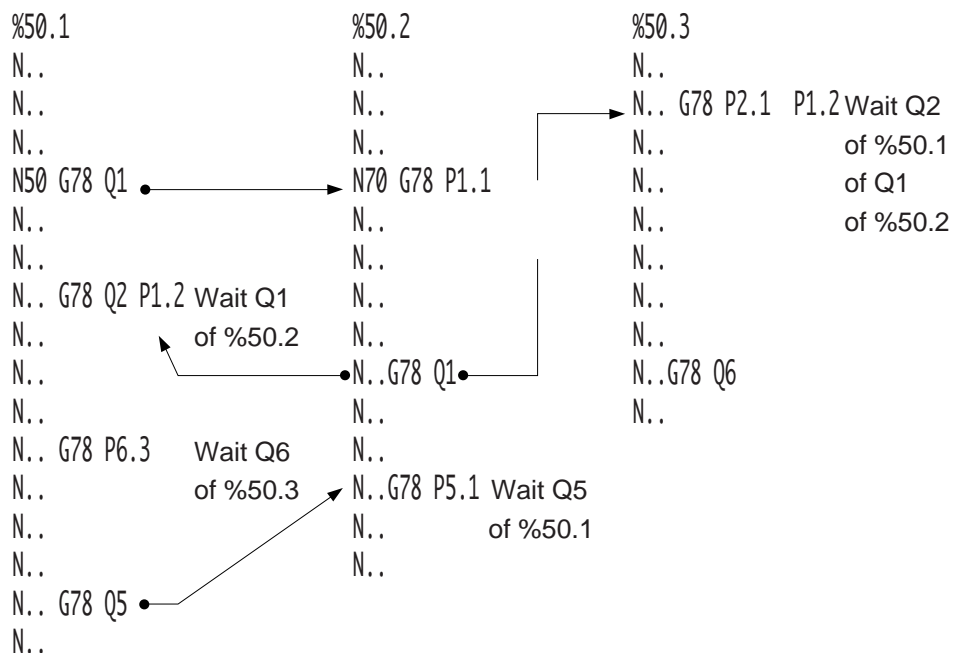 %50.1
N..
N..
N..
N50 G78 Q1
N..
N..
N.. G78 Q2 P1.2 Wait Q1
N.. of %50.2
N..
N..
N.. G78 P6.3 Wait Q6
N.. of %50.3
N..
N..
N.. G78 Q5
N..
%50.2
N..
N..
N..
N70 G78 P1.1
N..
N..
N..
N..
N..G78 Q1
N..
N..
N..G78 P5.1 Wait Q5
N.. of %50.1
N..
%50.3
N..
N.. G78 P2.1 P1.2 Wait Q2
N.. of %50.1
N.. of Q1
N.. of %50.2
N..
N..
N..
N..G78 Q6
N..